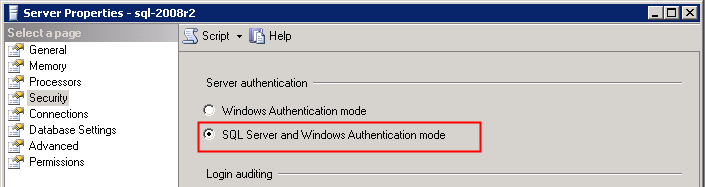 Server Properties - sql-2008r2
Select a page
General
Memory
Processors
Security
Connections
Database Settings
Advanced
Permissions
Script Help
Server authentication
Windows Authentication mode
SQL Server and Windows Authentication mode
Login auditing